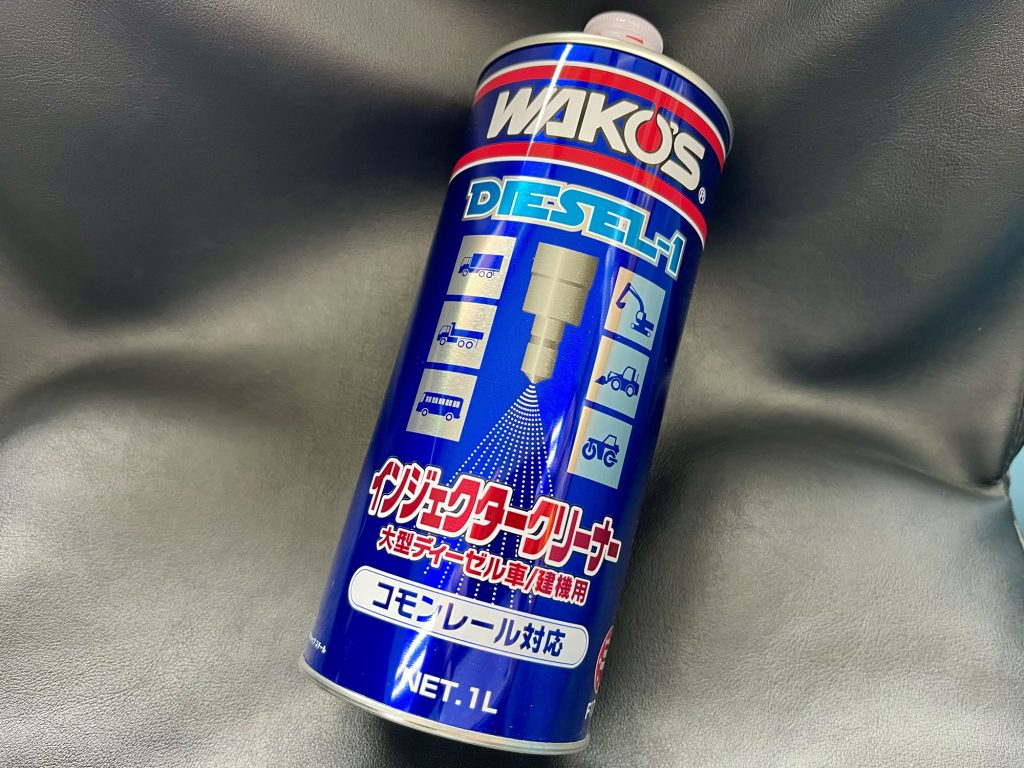 WAKO'S®
DIESEL-1
インジェクタークリーナー
大型ディーゼル車/建機用
コモンレール対応
NET.1L